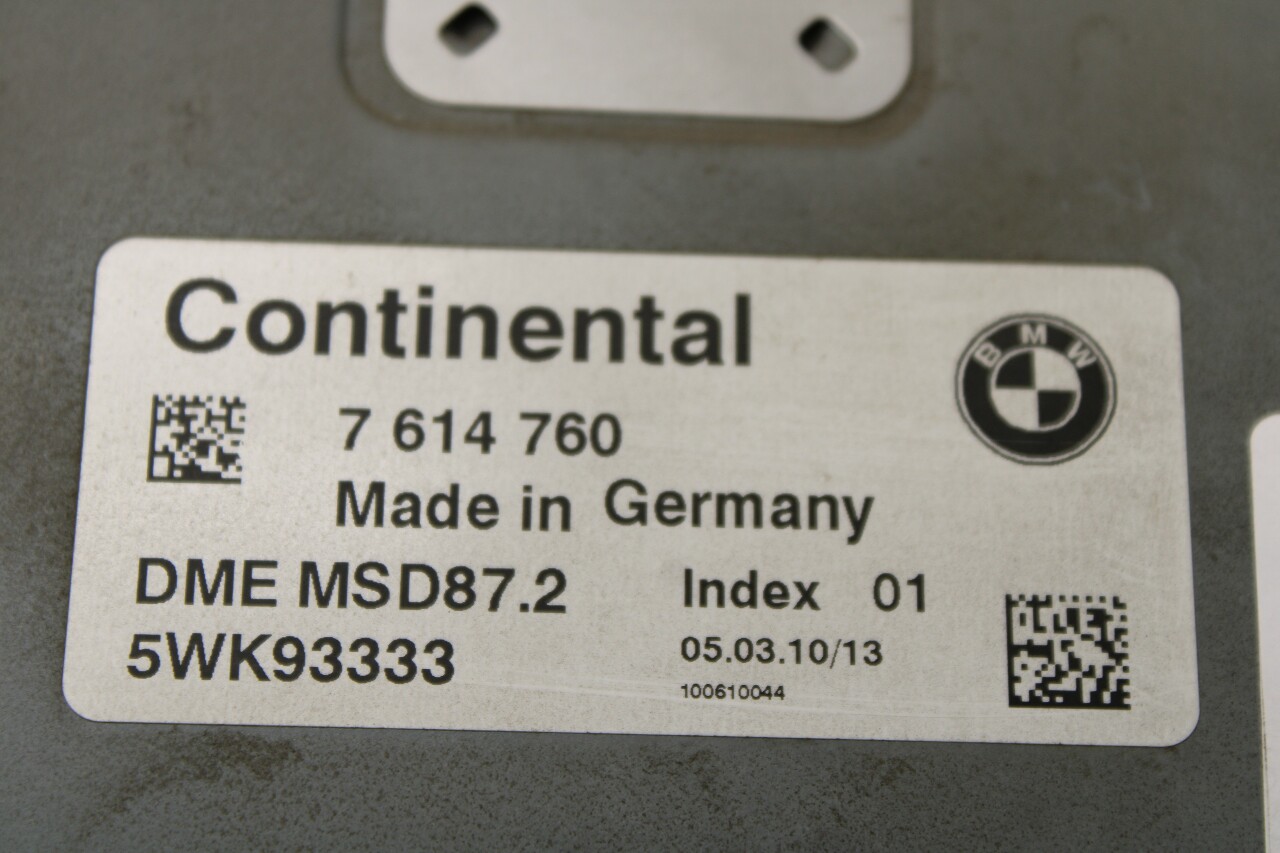 Continental
BMW
7 614 760
Made in Germany
DME MSD87.2 Index 01
5WK93333 05.03.10/13
100610044